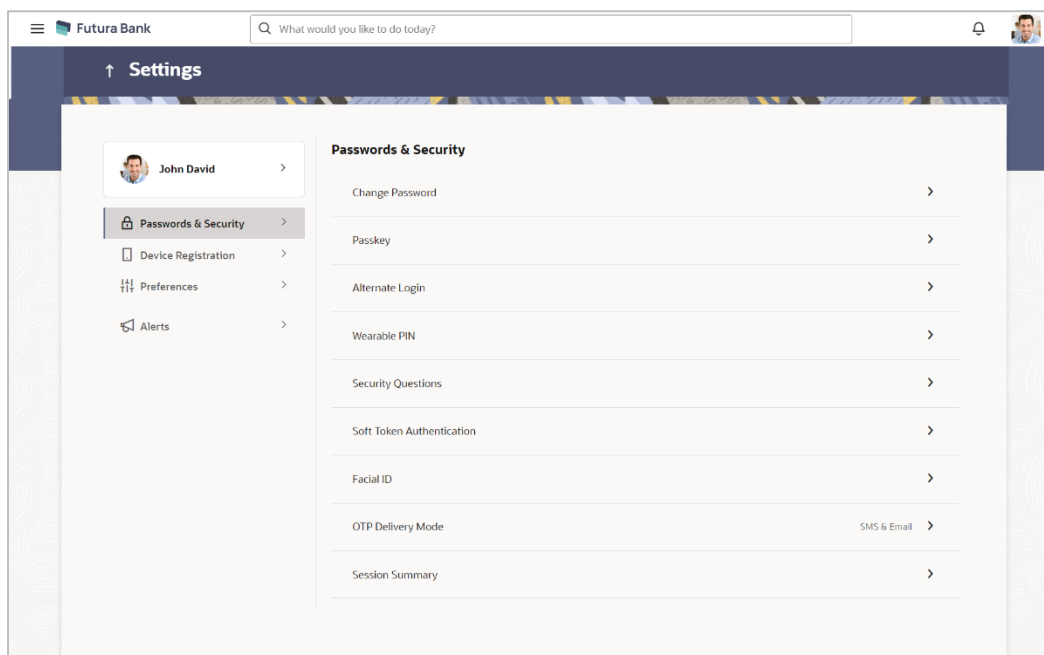 Futura Bank
What would you like to do today?
Settings
John David
Passwords & Security
Device Registration
Preferences
Alerts
Passwords & Security
Change Password
Passkey
Alternate Login
Wearable PIN
Security Questions
Soft Token Authentication
Facial ID
OTP Delivery Mode SMS & Email
Session Summary